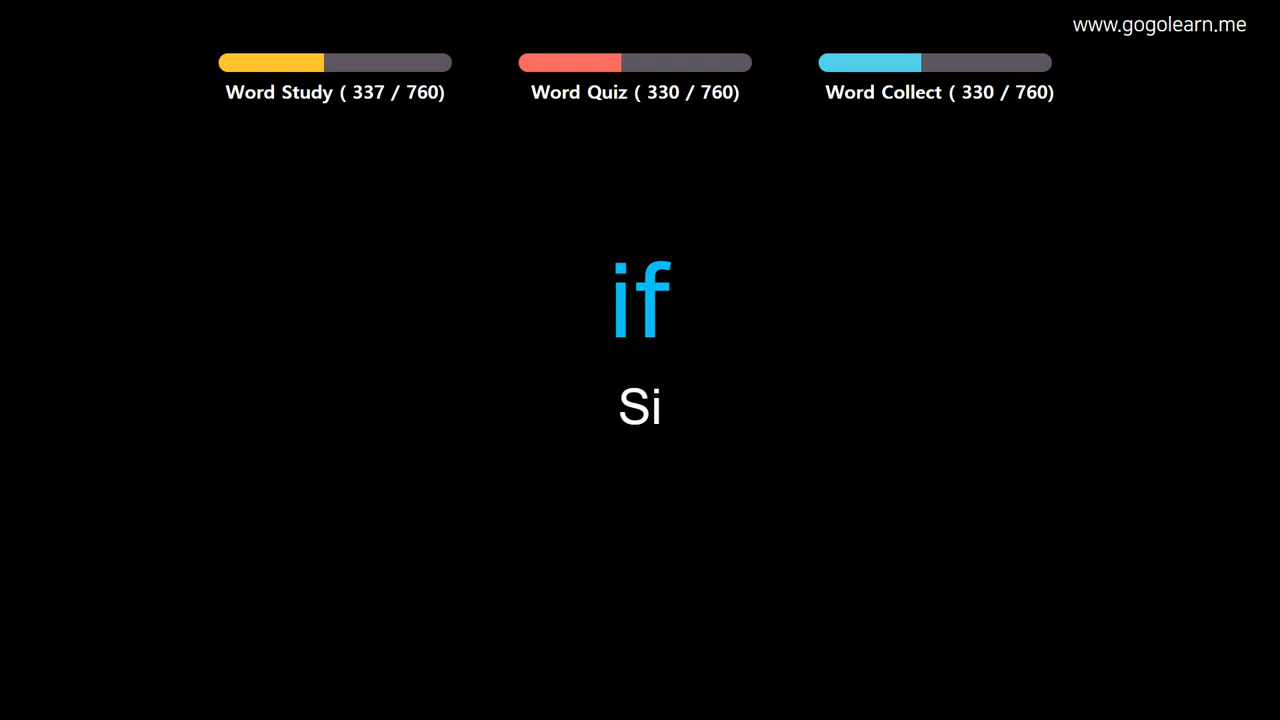 www.gogolearn.me
Word Study ( 337 / 760)
Word Quiz ( 330 / 760)
Word Collect ( 330 / 760)
if
Si